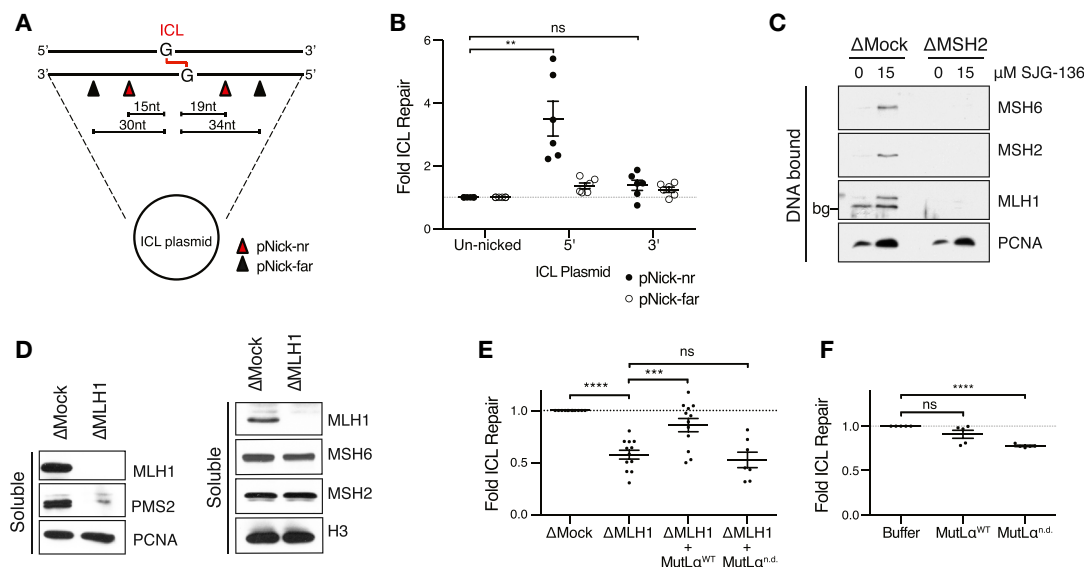 A
ICL
5'
G
3'
3'
G
5'
15nt
19nt
30nt
34nt
ICL plasmid
pNick-nr
pNick-far
B
Fold ICL Repair
6
4
2
0
**
ns
Un-nicked
5'
3'
ICL Plasmid
pNick-nr
pNick-far
C
ΔMock
ΔMSH2
0
15
0
15
μM SJG-136
DNA bound
MSH6
MSH2
MLH1
bg
PCNA
D
ΔMock
ΔMLH1
Soluble
MLH1
PMS2
PCNA
ΔMock
ΔMLH1
Soluble
MLH1
MSH6
MSH2
H3
E
Fold ICL Repair
1.0
0.5
0.0
****
***
ns
ΔMock
ΔMLH1
ΔMLH1
+
MutLα^WT
ΔMLH1
+
MutLα^n.d.
F
Fold ICL Repair
1.0
0.5
0.0
****
ns
Buffer
MutLα^WT
MutLα^n.d.